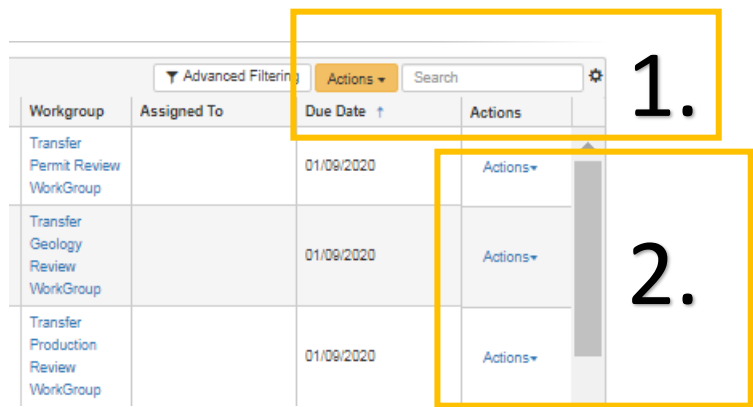 Advanced Filtering Actions Search
1.
Workgroup Assigned To Due Date ↑ Actions
Transfer
Permit Review
WorkGroup
01/09/2020
Actions
2.
Transfer
Geology
Review
WorkGroup
01/09/2020
Actions
Transfer
Production
Review
WorkGroup
01/09/2020
Actions